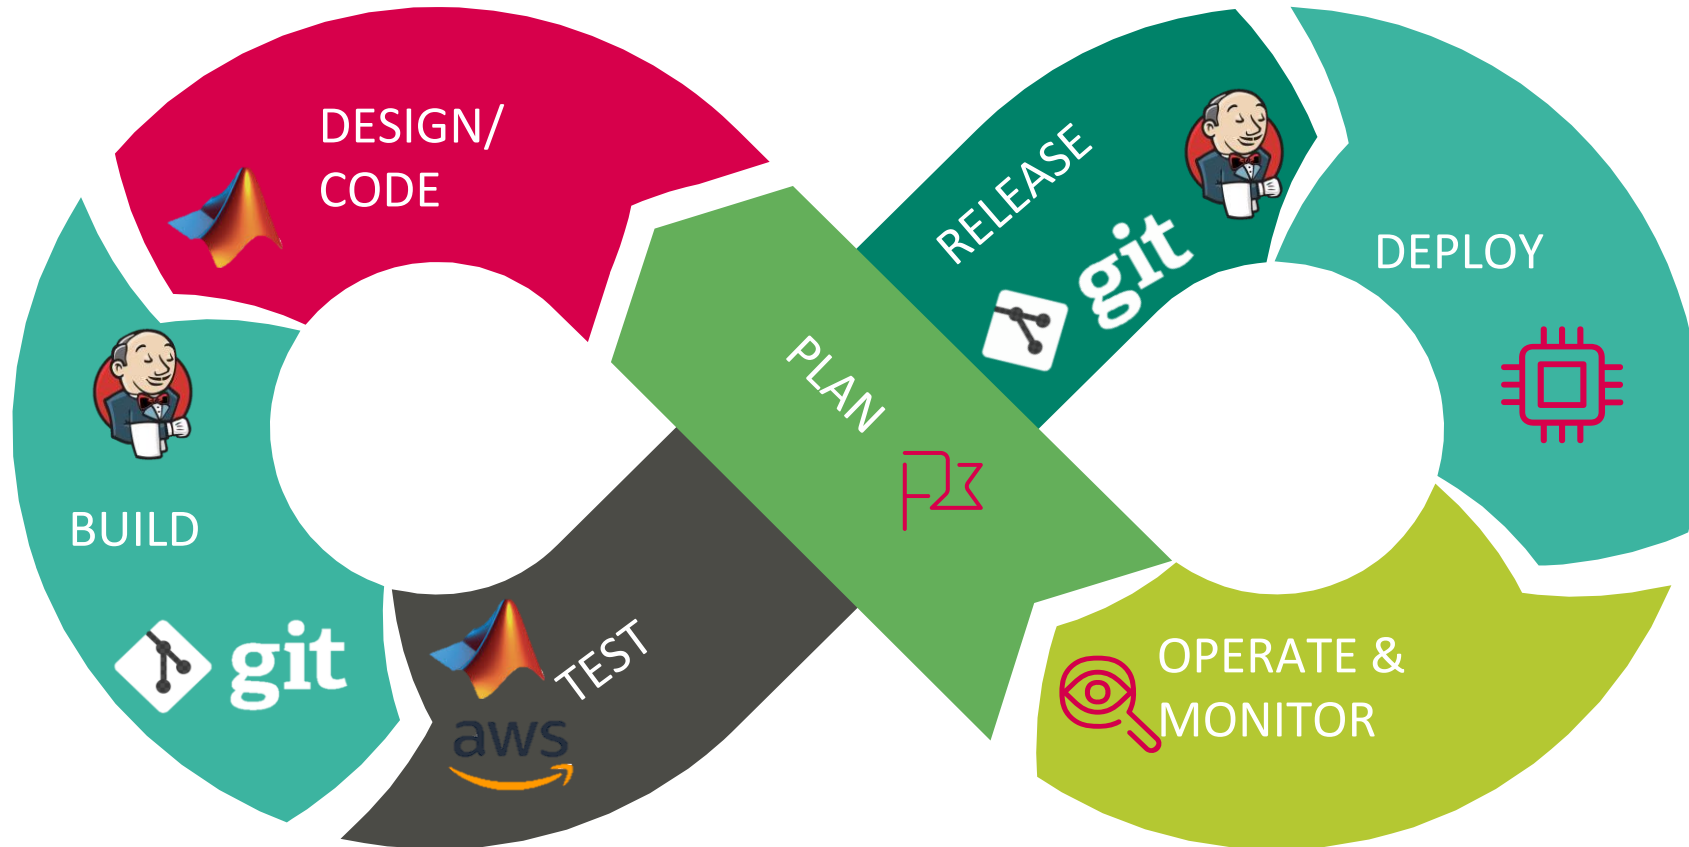 DESIGN/
CODE
RELEASE
git
DEPLOY
PLAN
BUILD
git
TEST
aws
OPERATE &
MONITOR